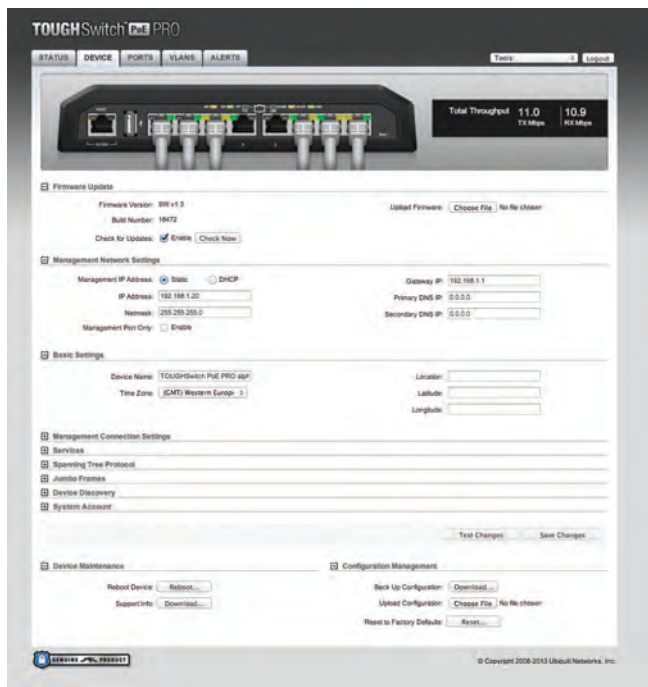 TOUGHSwitch™ PoE PRO
STATUS DEVICE PORTS VLANS ALERTS Tools: Logout
Total Throughput 11.0 TX Mbps 10.9 RX Mbps
Firmware Update
Firmware Version: SW v1.3 Upload Firmware: Choose File No file chosen
Build Number: 18472
Check for Updates: Enable Check Now
Management Network Settings
Management IP Address: Static DHCP Gateway IP: 192.168.1.1
IP Address: 192.168.1.20 Primary DNS IP: 0.0.0.0
Netmask: 255.255.255.0 Secondary DNS IP: 0.0.0.0
Management Port Only: Enable
Basic Settings
Device Name: TOUGHSwitch PoE PRO Location:
Time Zone: (GMT) Western Europe Latitude:
Longitude:
Management Connection Settings
Services
Spanning Tree Protocol
Jumbo Frames
Device Discovery
System Account
Test Changes Save Changes
Device Maintenance Configuration Management
Reboot Device: Reboot... Back Up Configuration: Download...
Support Info: Download... Upload Configuration: Choose File No file chosen
Reset to Factory Defaults: Reset...
GENUINE PRODUCT © Copyright 2006-2013 Ubiquiti Networks, Inc.